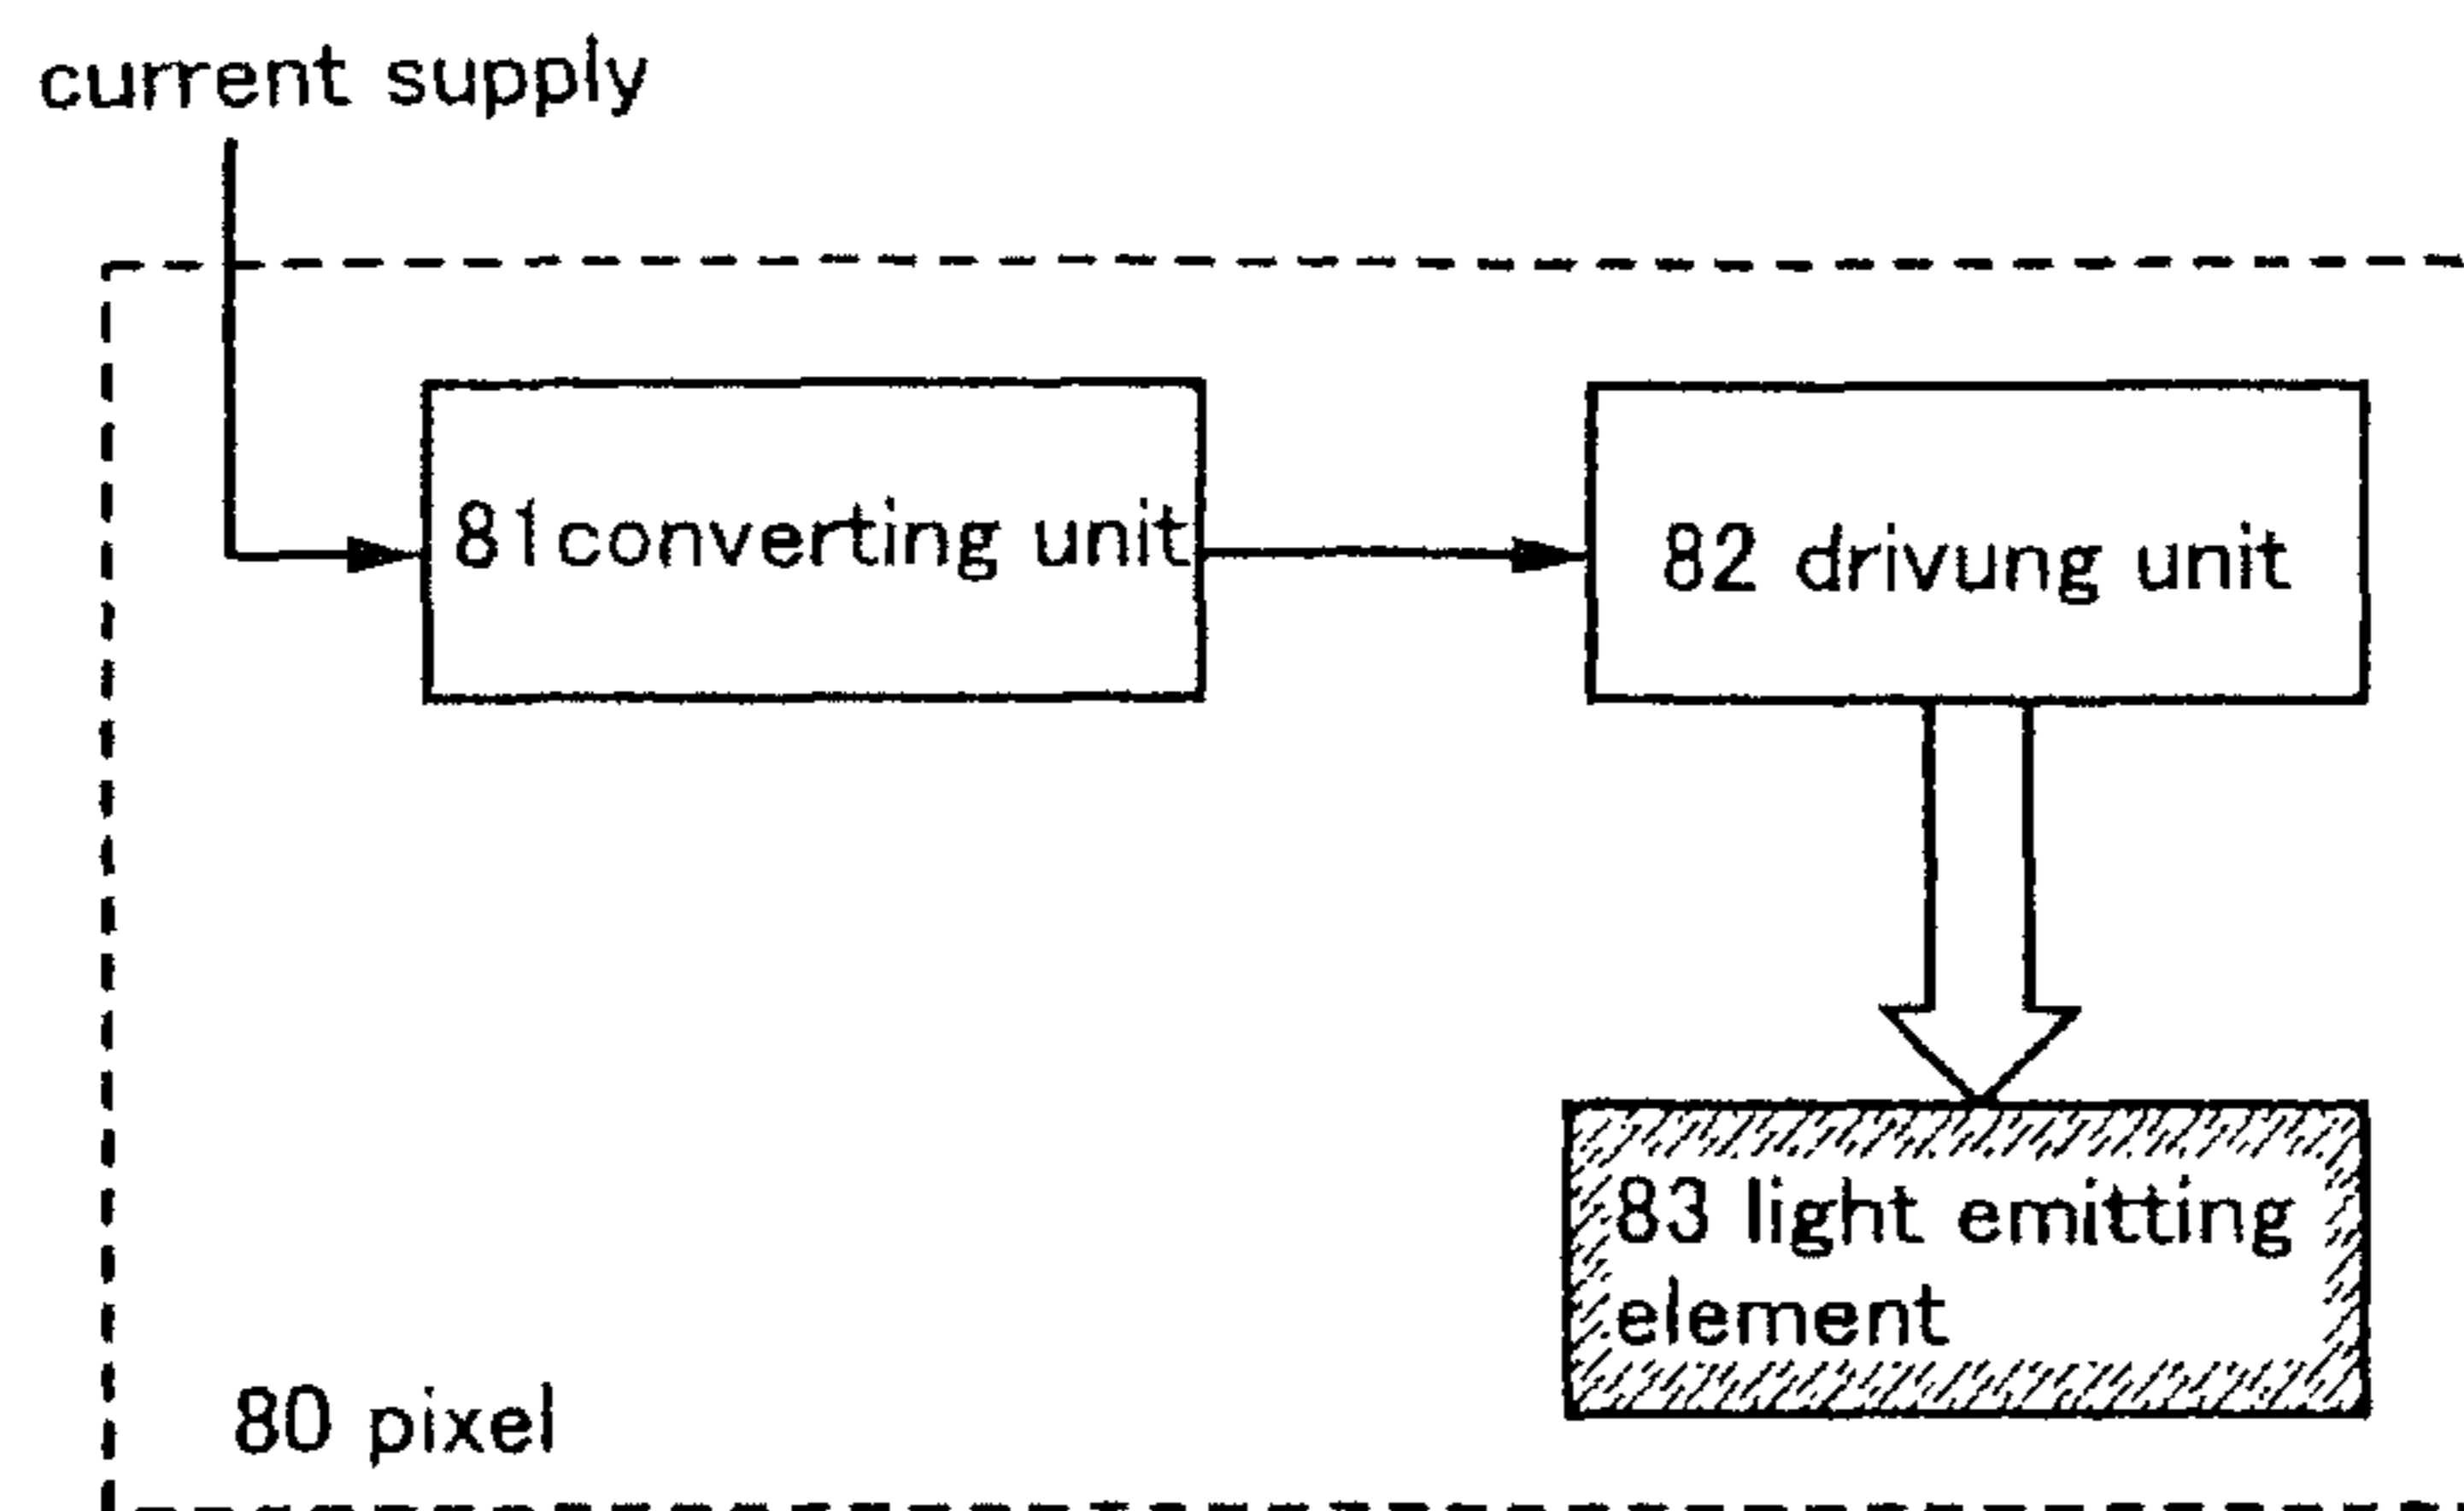 current supply
81converting unit
82 drivung unit
83 light emitting
element
80 pixel